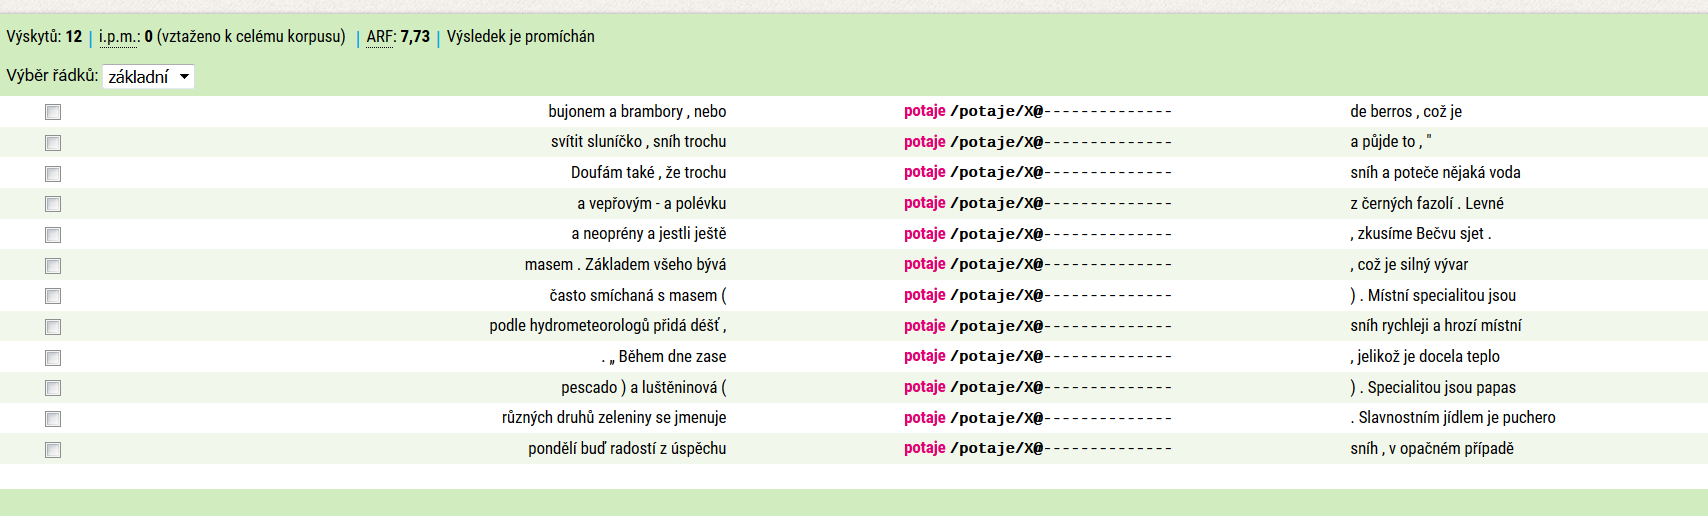 Výskytů: 12 | i.p.m.: 0 (vztaženo k celému korpusu) | ARF: 7,73 | Výsledek je promíchán
Výběr řádků: základní
bujonem a brambory , nebo potaje /potaje/X@-------------- de berros , což je
svítit sluníčko , sníh trochu potaje /potaje/X@-------------- a půjde to , "
Doufám také , že trochu potaje /potaje/X@-------------- sníh a poteče nějaká voda
a vepřovým - a polévku potaje /potaje/X@-------------- z černých fazolí . Levné
a neoprény a jestli ještě potaje /potaje/X@-------------- , zkusíme Bečvu sjet .
masem . Základem všeho bývá potaje /potaje/X@-------------- , což je silný vývar
často smíchaná s masem ( potaje /potaje/X@-------------- ) . Místní specialitou jsou
podle hydrometeorologů přidá déšť , potaje /potaje/X@-------------- sníh rychleji a hrozí místní
. „ Během dne zase potaje /potaje/X@-------------- , jelikož je docela teplo
pescado ) a luštěninová ( potaje /potaje/X@-------------- ) . Specialitou jsou papas
různých druhů zeleniny se jmenuje potaje /potaje/X@-------------- . Slavnostním jídlem je puchero
pondělí buď radostí z úspěchu potaje /potaje/X@-------------- sníh , v opačném případě